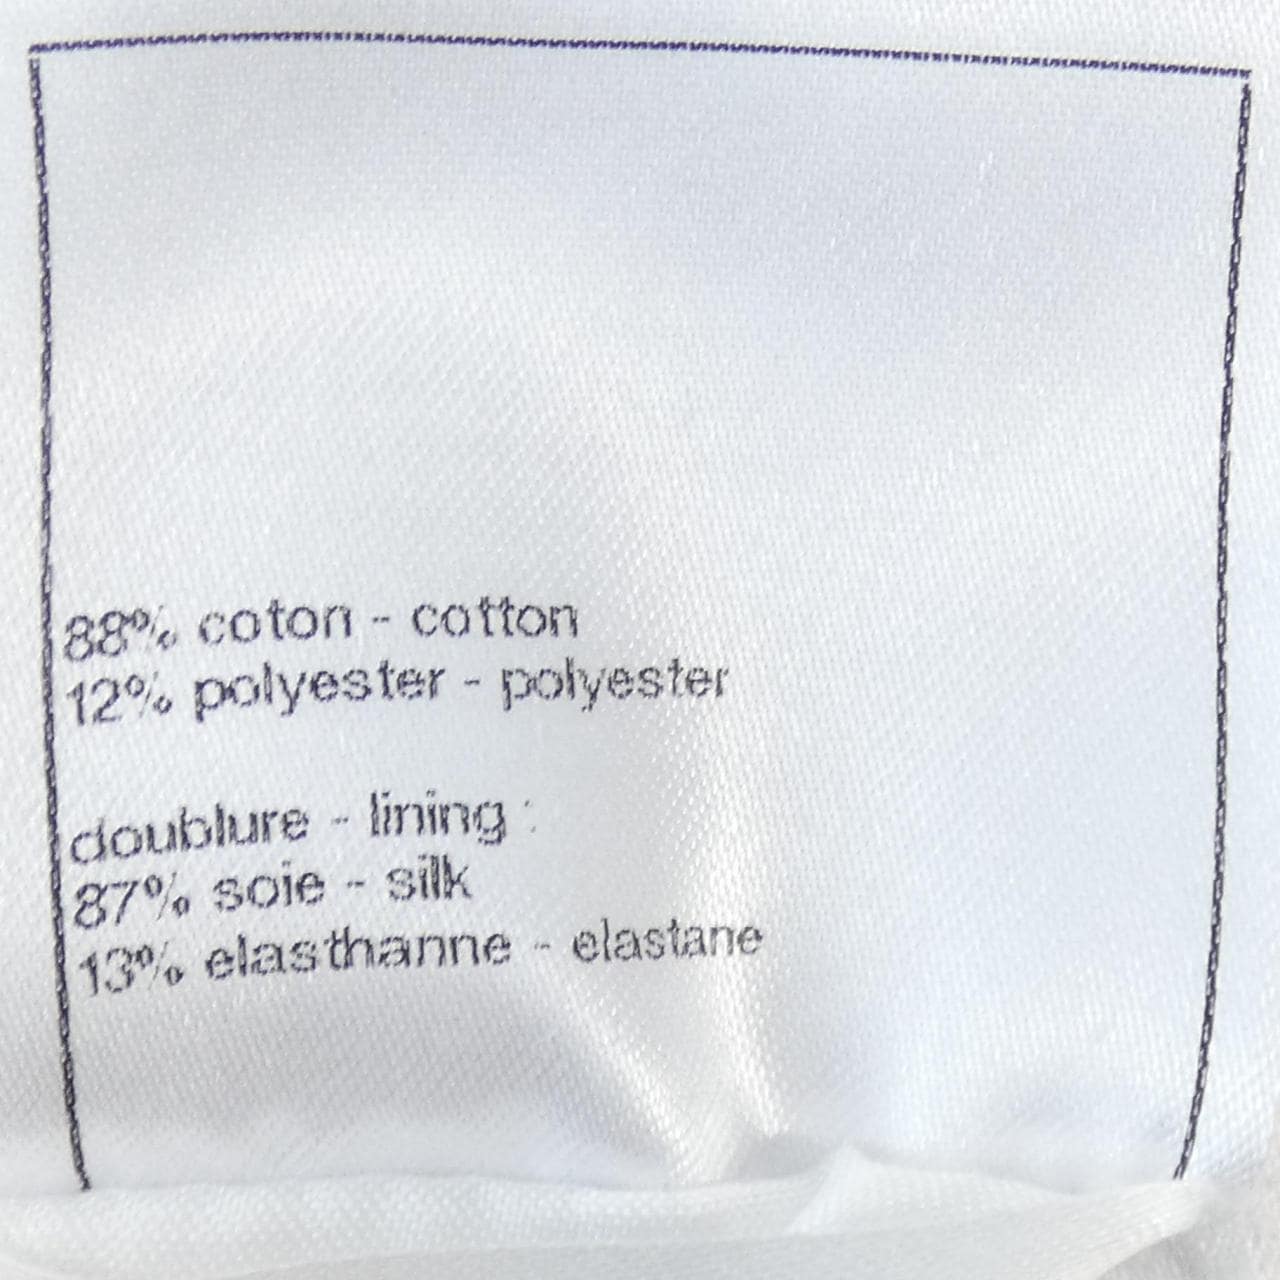 88% coton - cotton
12% polyester - polyester
doublure - lining :
87% soie - silk
13% elasthanne - elastane